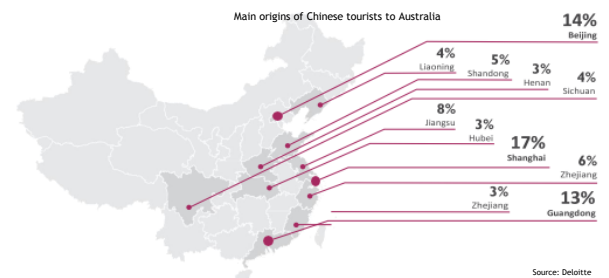 Main origins of Chinese tourists to Australia
14%
Beijing
4%
Liaoning
5%
Shandong
3%
Henan
4%
Sichuan
8%
Jiangsu
3%
Hubei
17%
Shanghai
6%
Zhejiang
3%
Zhejiang
13%
Guangdong
Source: Deloitte